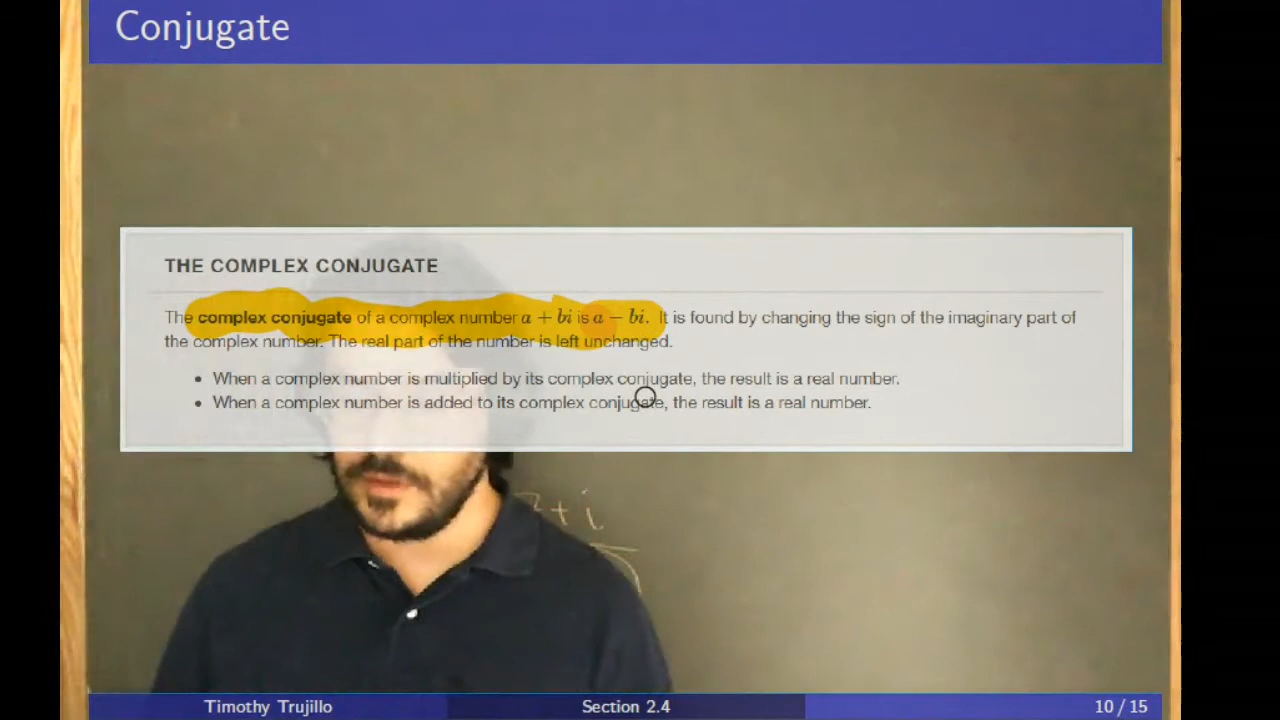 Conjugate
THE COMPLEX CONJUGATE
The complex conjugate of a complex number a + bi is a − bi. It is found by changing the sign of the imaginary part of
the complex number. The real part of the number is left unchanged.
• When a complex number is multiplied by its complex conjugate, the result is a real number.
• When a complex number is added to its complex conjugate, the result is a real number.
+ i
Timothy Trujillo Section 2.4 10 / 15